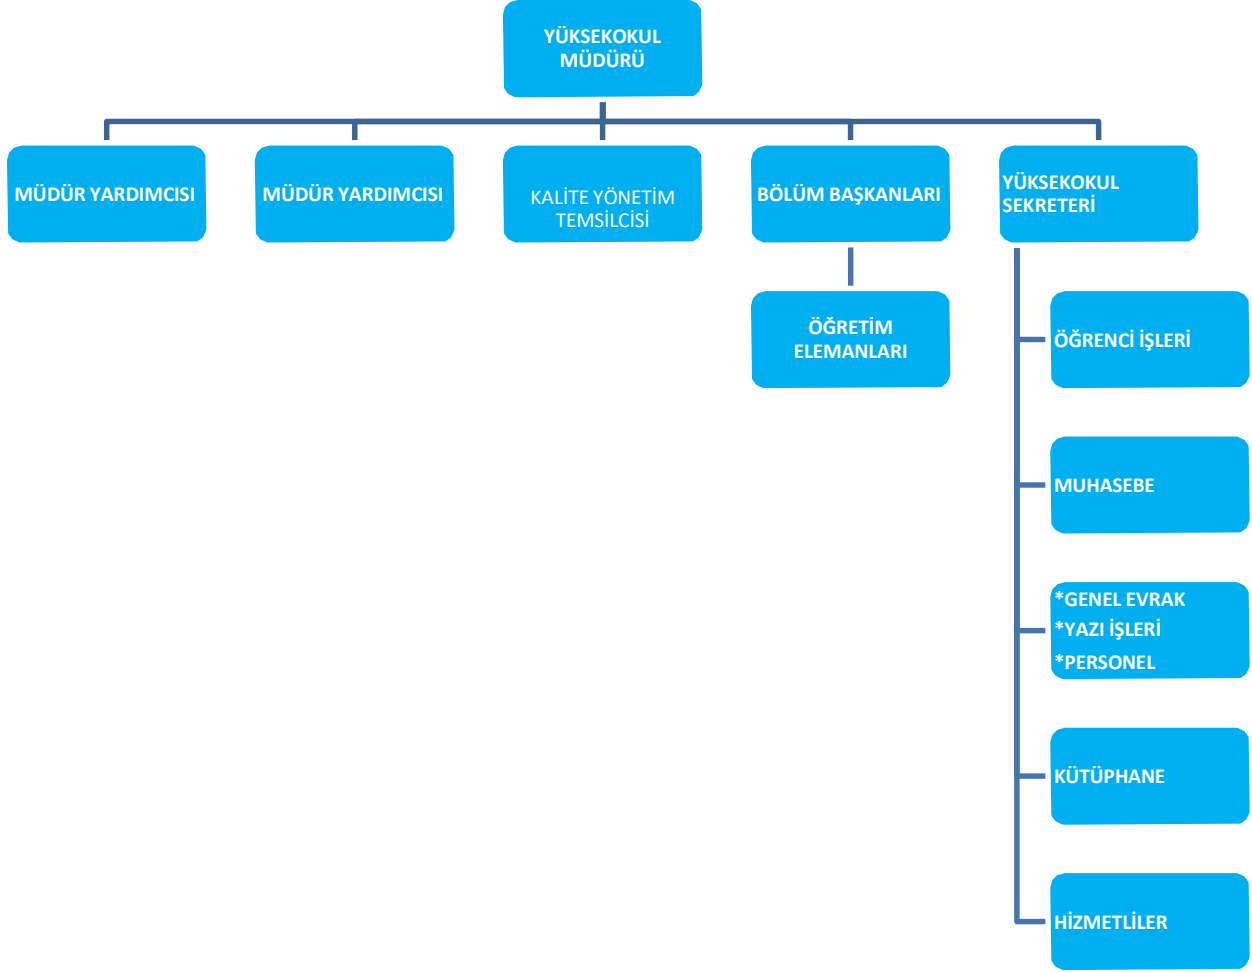 YÜKSEKOKUL
MÜDÜRÜ
MÜDÜR YARDIMCISI
MÜDÜR YARDIMCISI
KALİTE YÖNETİM
TEMSİLCİSİ
BÖLÜM BAŞKANLARI
YÜKSEKOKUL
SEKRETERİ
ÖĞRETİM
ELEMANLARI
ÖĞRENCİ İŞLERİ
MUHASEBE
*GENEL EVRAK
*YAZI İŞLERİ
*PERSONEL
KÜTÜPHANE
HİZMETLİLER